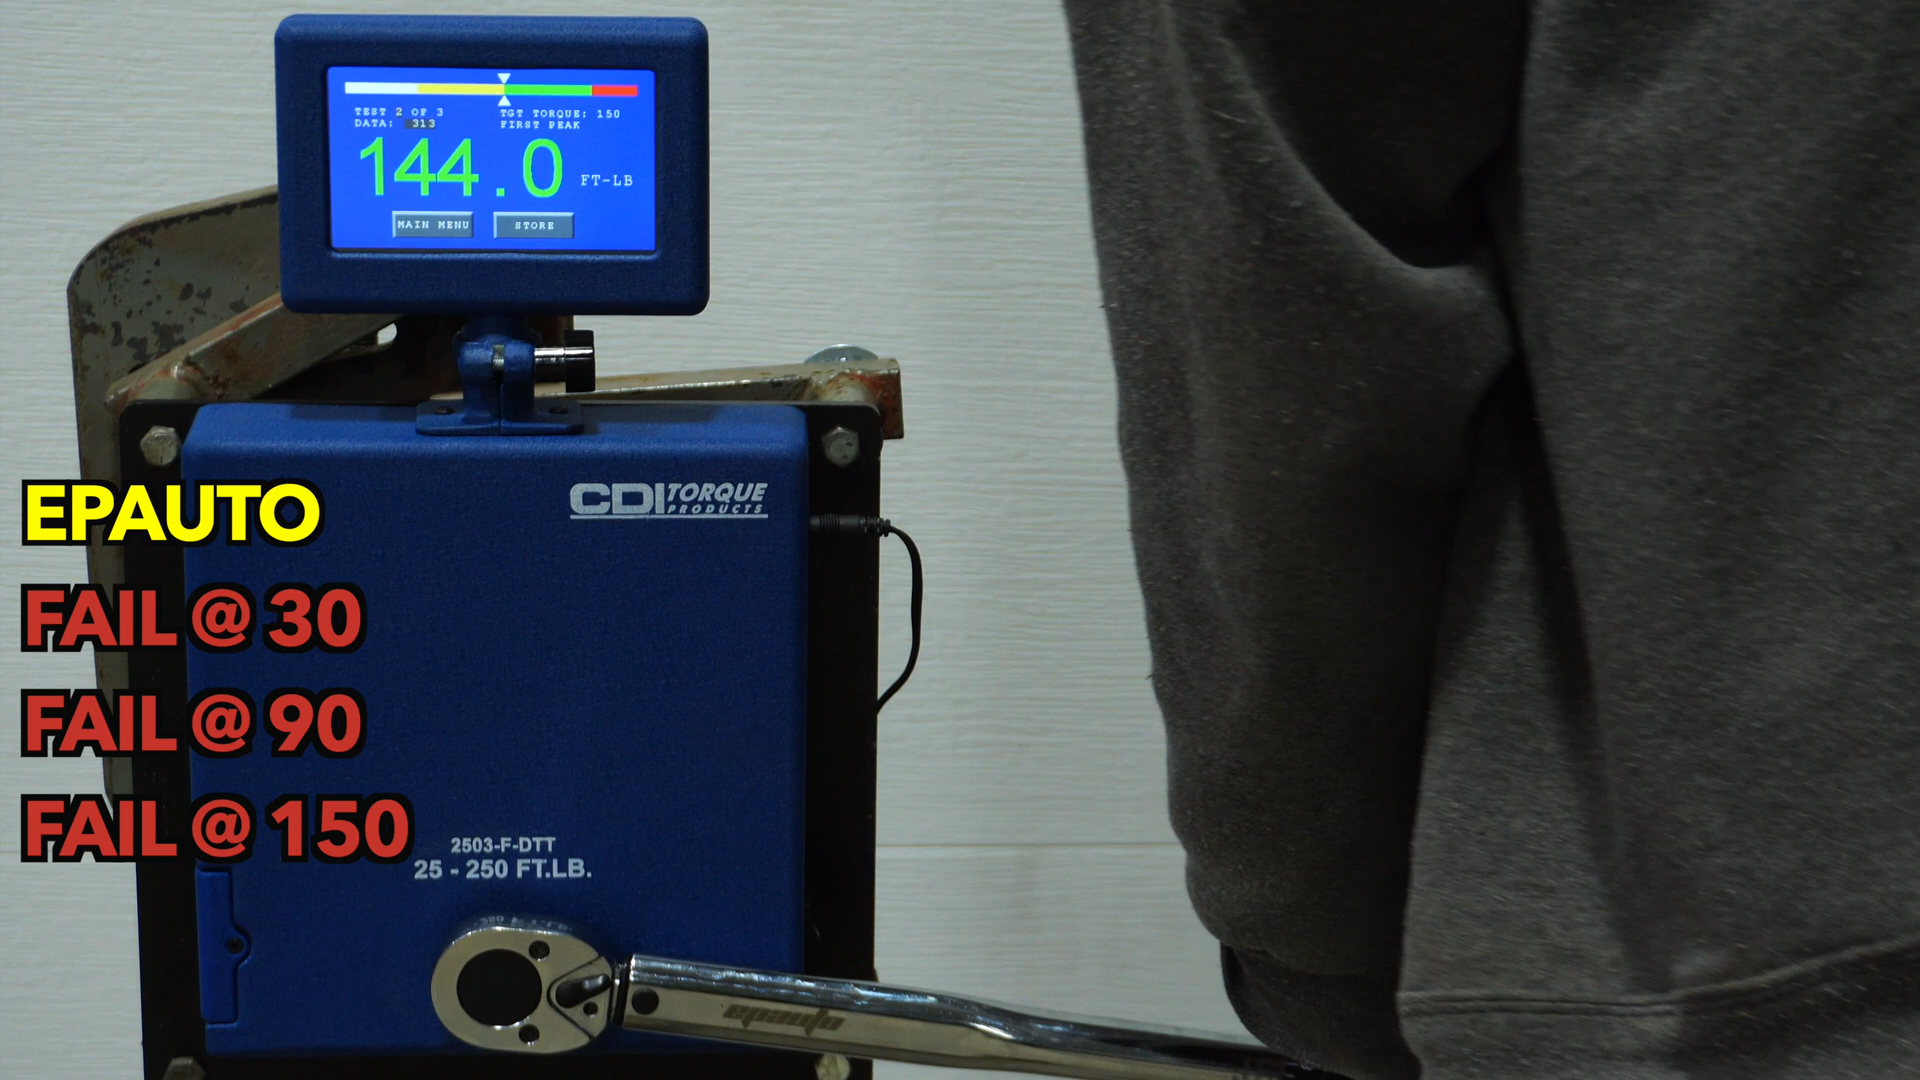 TEST 2 OF 3
TGT TORQUE: 150
DATA: 313
FIRST PEAK
144.0 FT-LB
MAIN MENU
STORE
CDI TORQUE
PRODUCTS
EPAUTO
FAIL @ 30
FAIL @ 90
FAIL @ 150
2503-F-DTT
25 - 250 FT.LB.
epauto